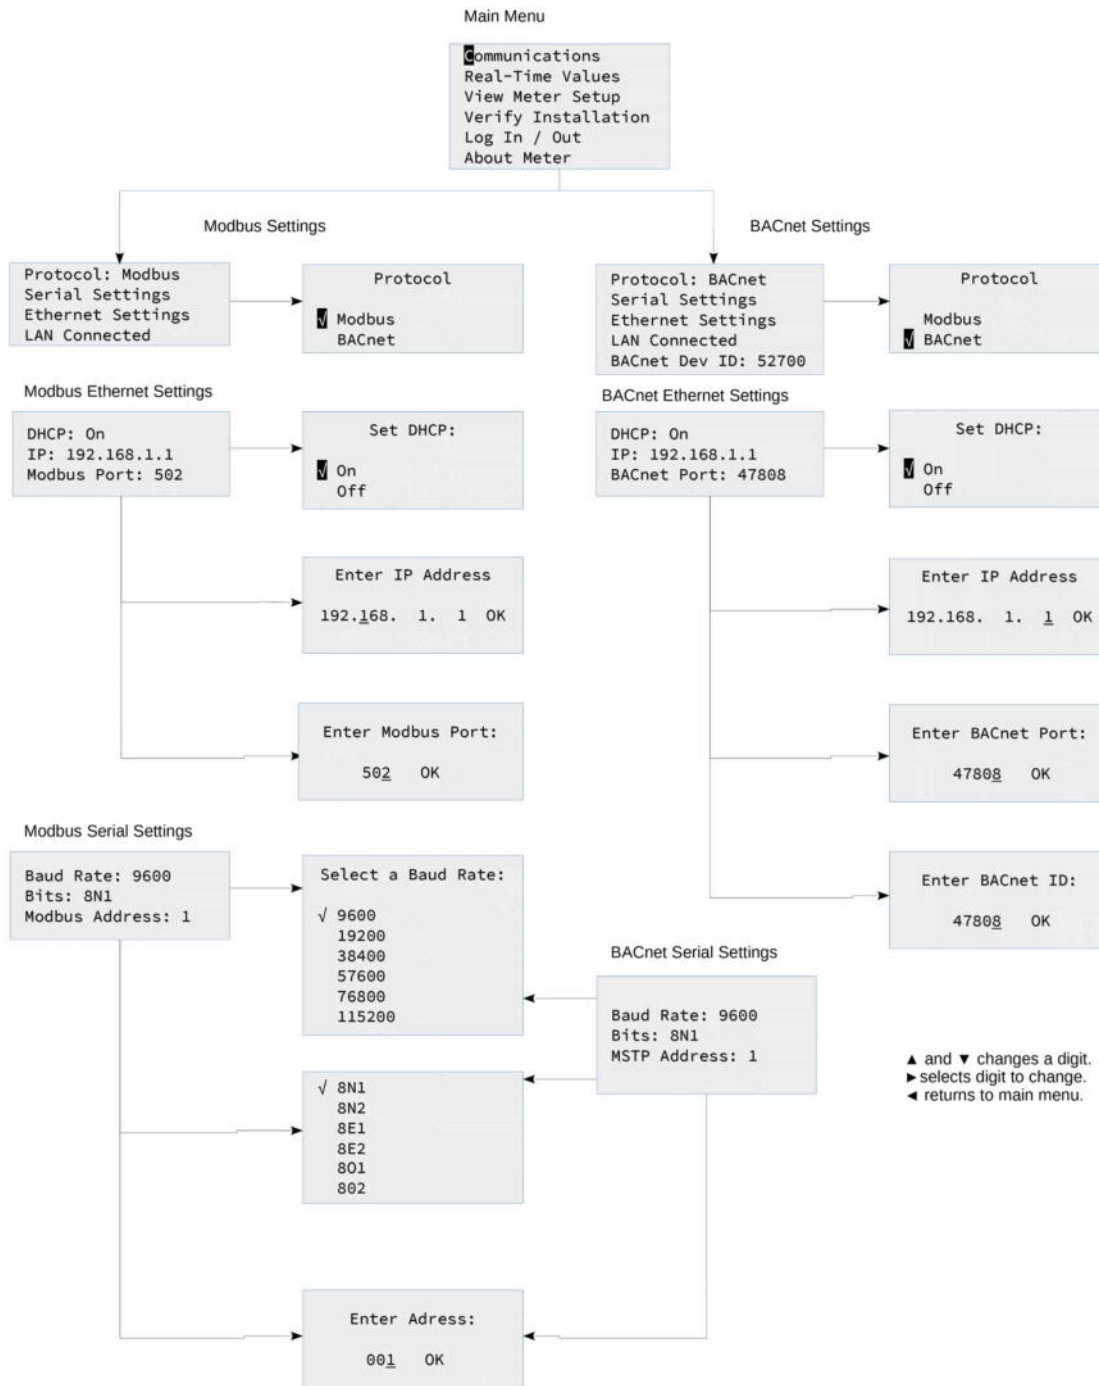 Main Menu
Communications
Real-Time Values
View Meter Setup
Verify Installation
Log In / Out
About Meter
Modbus Settings
Protocol: Modbus
Serial Settings
Ethernet Settings
LAN Connected
Protocol
√ Modbus
BACnet
BACnet Settings
Protocol: BACnet
Serial Settings
Ethernet Settings
LAN Connected
BACnet Dev ID: 52700
Protocol
Modbus
√ BACnet
Modbus Ethernet Settings
DHCP: On
IP: 192.168.1.1
Modbus Port: 502
Set DHCP:
√ On
Off
Enter IP Address
192.168. 1. 1 OK
Enter Modbus Port:
502 OK
BACnet Ethernet Settings
DHCP: On
IP: 192.168.1.1
BACnet Port: 47808
Set DHCP:
√ On
Off
Enter IP Address
192.168. 1. 1 OK
Enter BACnet Port:
47808 OK
Enter BACnet ID:
47808 OK
Modbus Serial Settings
Baud Rate: 9600
Bits: 8N1
Modbus Address: 1
Select a Baud Rate:
√ 9600
19200
38400
57600
76800
115200
BACnet Serial Settings
Baud Rate: 9600
Bits: 8N1
MSTP Address: 1
√ 8N1
8N2
8E1
8E2
8O1
802
Enter Adress:
001 OK
▲ and ▼ changes a digit.
► selects digit to change.
◄ returns to main menu.